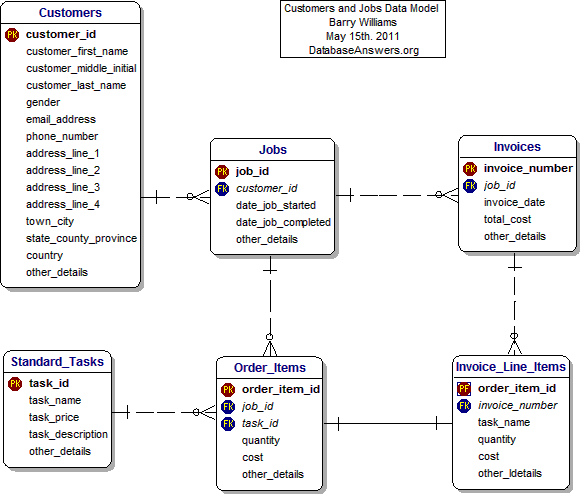 Customers and Jobs Data Model
Barry Williams
May 15th. 2011
DatabaseAnswers.org
Customers
PK customer_id
customer_first_name
customer_middle_initial
customer_last_name
gender
email_address
phone_number
address_line_1
address_line_2
address_line_3
address_line_4
town_city
state_county_province
country
other_details
Jobs
PK job_id
FK customer_id
date_job_started
date_job_completed
other_details
Invoices
PK invoice_number
FK job_id
invoice_date
total_cost
other_details
Standard_Tasks
PK task_id
task_name
task_price
task_description
other_details
Order_Items
PK order_item_id
FK job_id
FK task_id
quantity
cost
other_details
Invoice_Line_Items
PF order_item_id
FK invoice_number
task_name
quantity
cost
other_ldetails